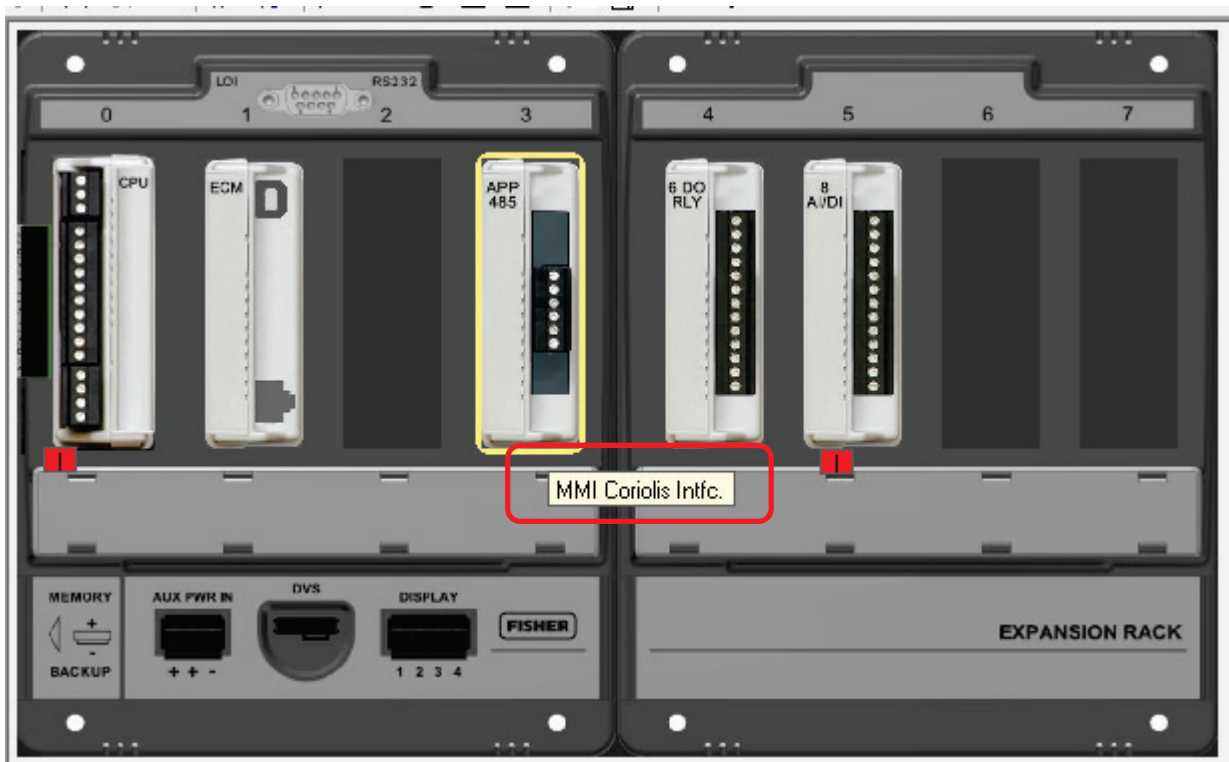 LOI
RS232
0 1 2 3 4 5 6 7
CPU
ECM
D
APP
485
6 DO
RLY
8
AI/DI
MMI Coriolis Intfc.
MEMORY
+
-
BACKUP
AUX PWR IN
+ + -
DVS
DISPLAY
1 2 3 4
FISHER
EXPANSION RACK